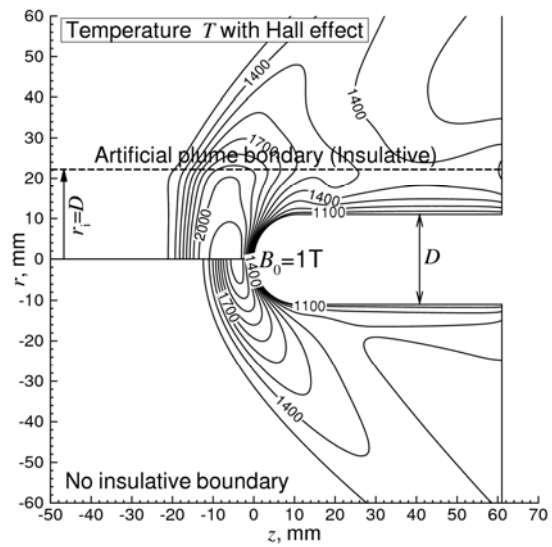 60
Temperature T with Hall effect
1400
50
1400
40
30
1700
Artificial plume bondary (Insulative)
20
rᵢ=D
2000
1400
10
1100
r, mm
0
B₀=1T
D
1400
-10
1100
1700
-20
-30
1400
-40
-50
No insulative boundary
-60
-50 -40 -30 -20 -10 0 10 20 30 40 50 60 70
z, mm